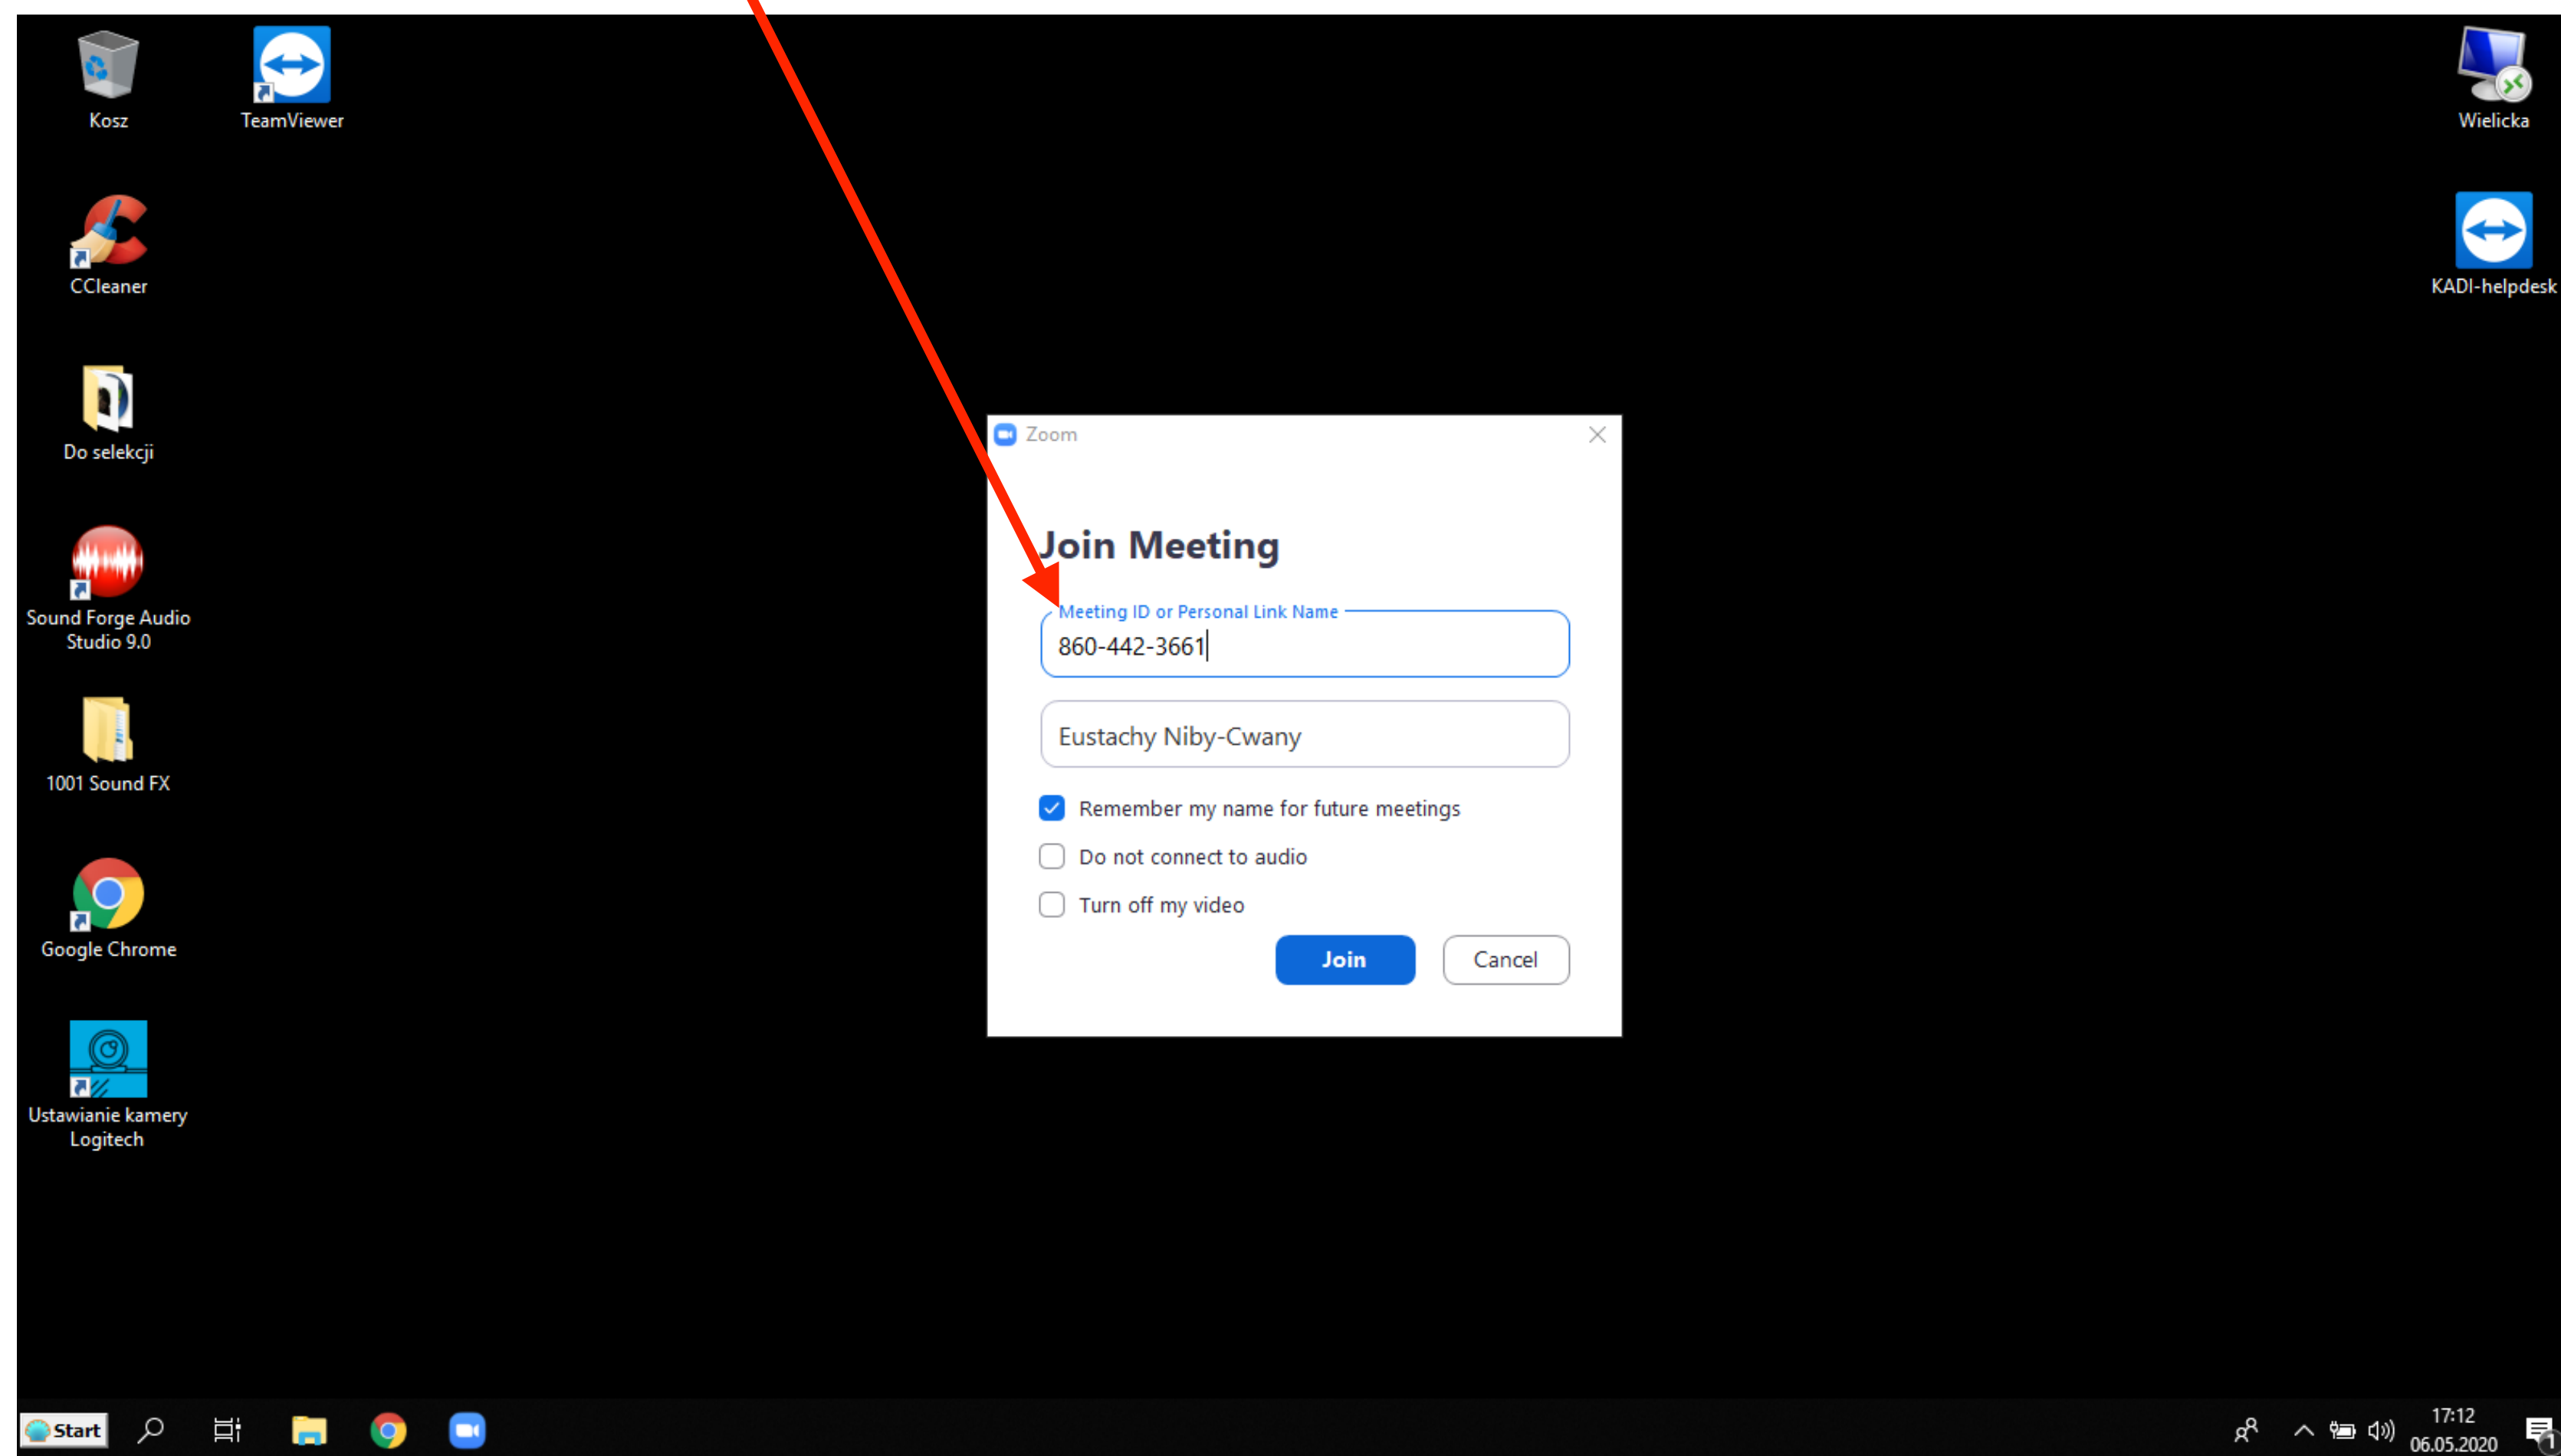 Kosz
TeamViewer
Wielicka
CCleaner
KADI-helpdesk
Do selekcji
Sound Forge Audio
Studio 9.0
1001 Sound FX
Google Chrome
Ustawianie kamery
Logitech
Zoom
Join Meeting
Meeting ID or Personal Link Name
860-442-3661
Eustachy Niby-Cwany
Remember my name for future meetings
Do not connect to audio
Turn off my video
Join
Cancel
Start
17:12
06.05.2020
1